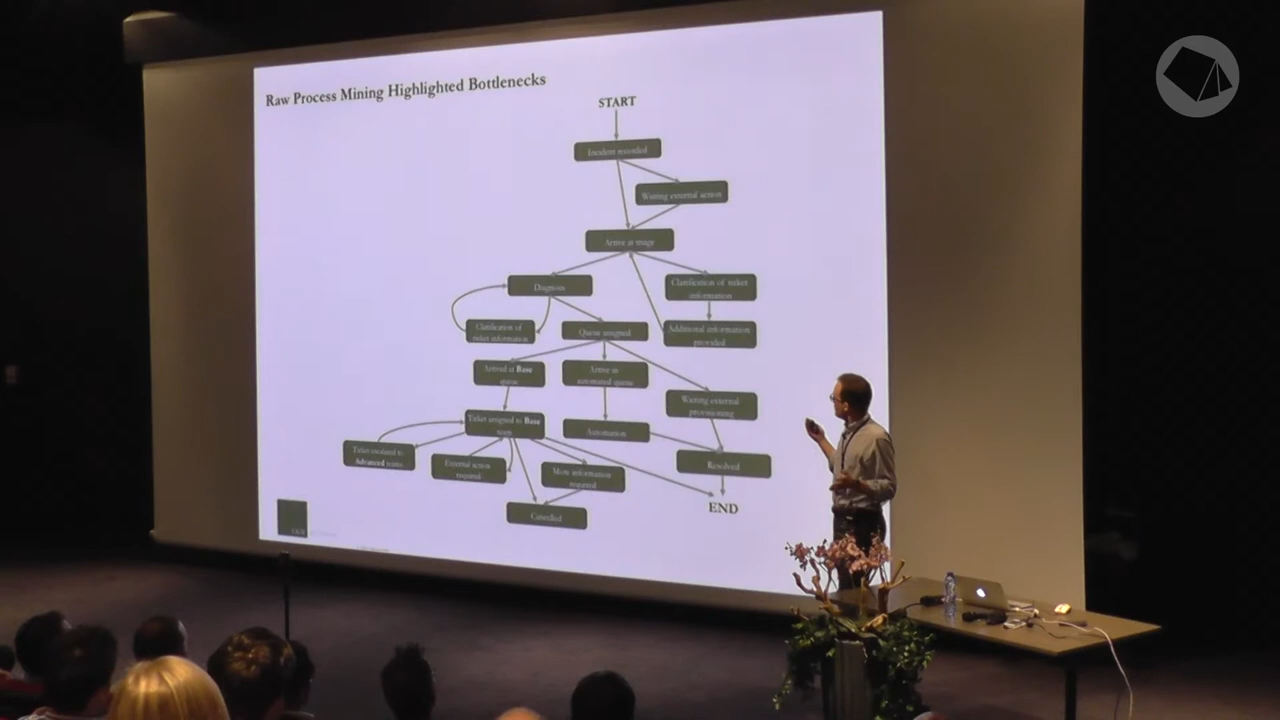 Raw Process Mining Highlighted Bottlenecks
START
Incident recorded
Waiting external action
Arrive at triage
Diagnosis
Clarification of ticket
information
Clarification of
ticket information
Queue assigned
Additional information
provided
Arrived at Base
queue
Arrive in
automated queue
Waiting external
provisioning
Ticket assigned to Base
team
Automation
Ticket escalated to
Advanced teams
External action
required
More information
required
Resolved
Cancelled
END